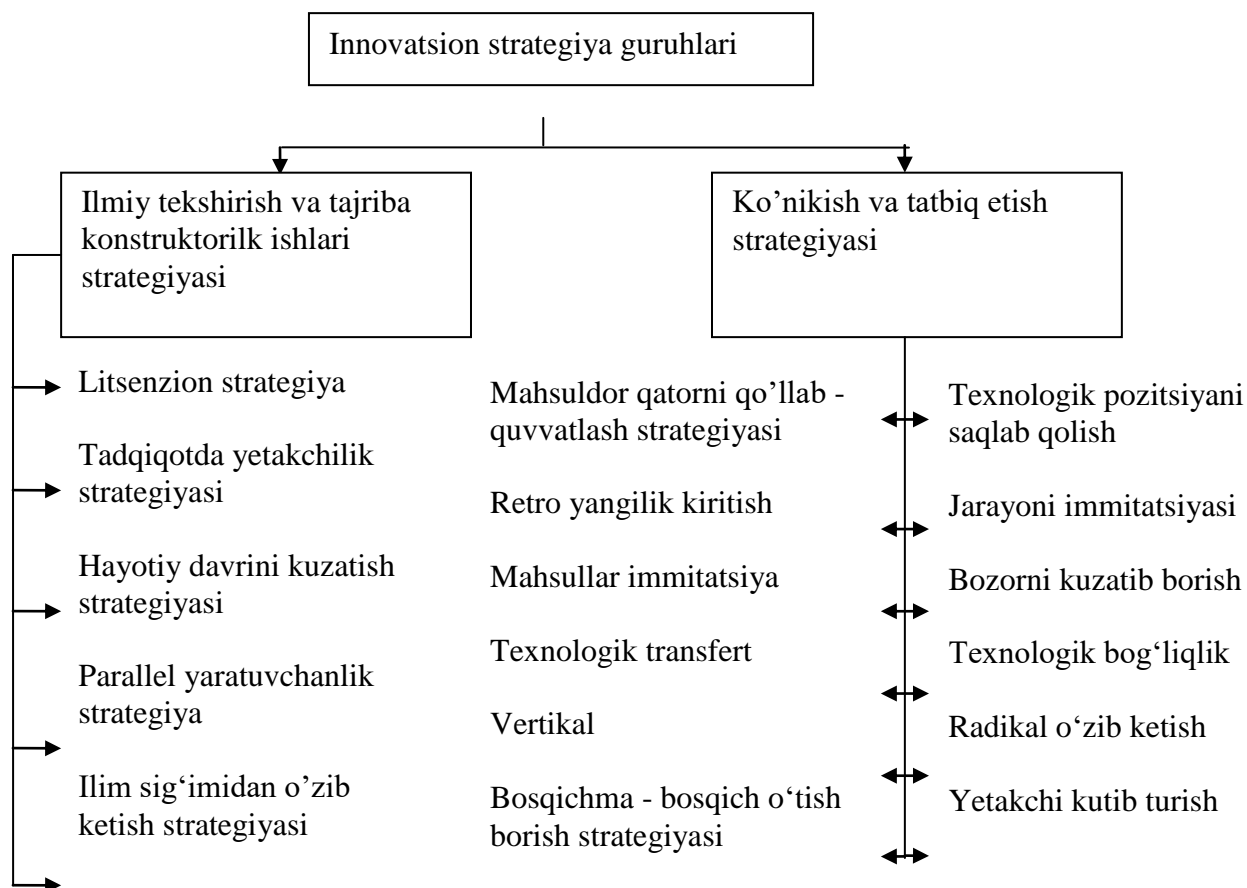 Innovatsion strategiya guruhlari
Ilmiy tekshirish va tajriba
konstruktorilk ishlari
strategiyasi
Ko’nikish va tatbiq etish
strategiyasi
Litsenzion strategiya
Tadqiqotda yetakchilik
strategiyasi
Hayotiy davrini kuzatish
strategiyasi
Parallel yaratuvchanlik
strategiya
Ilim sig‘imidan o’zib
ketish strategiyasi
Mahsuldor qatorni qo’llab -
quvvatlash strategiyasi
Retro yangilik kiritish
Mahsullar immitatsiya
Texnologik transfert
Vertikal
Bosqichma - bosqich o‘tish
borish strategiyasi
Texnologik pozitsiyani
saqlab qolish
Jarayoni immitatsiyasi
Bozorni kuzatib borish
Texnologik bog‘liqlik
Radikal o‘zib ketish
Yetakchi kutib turish